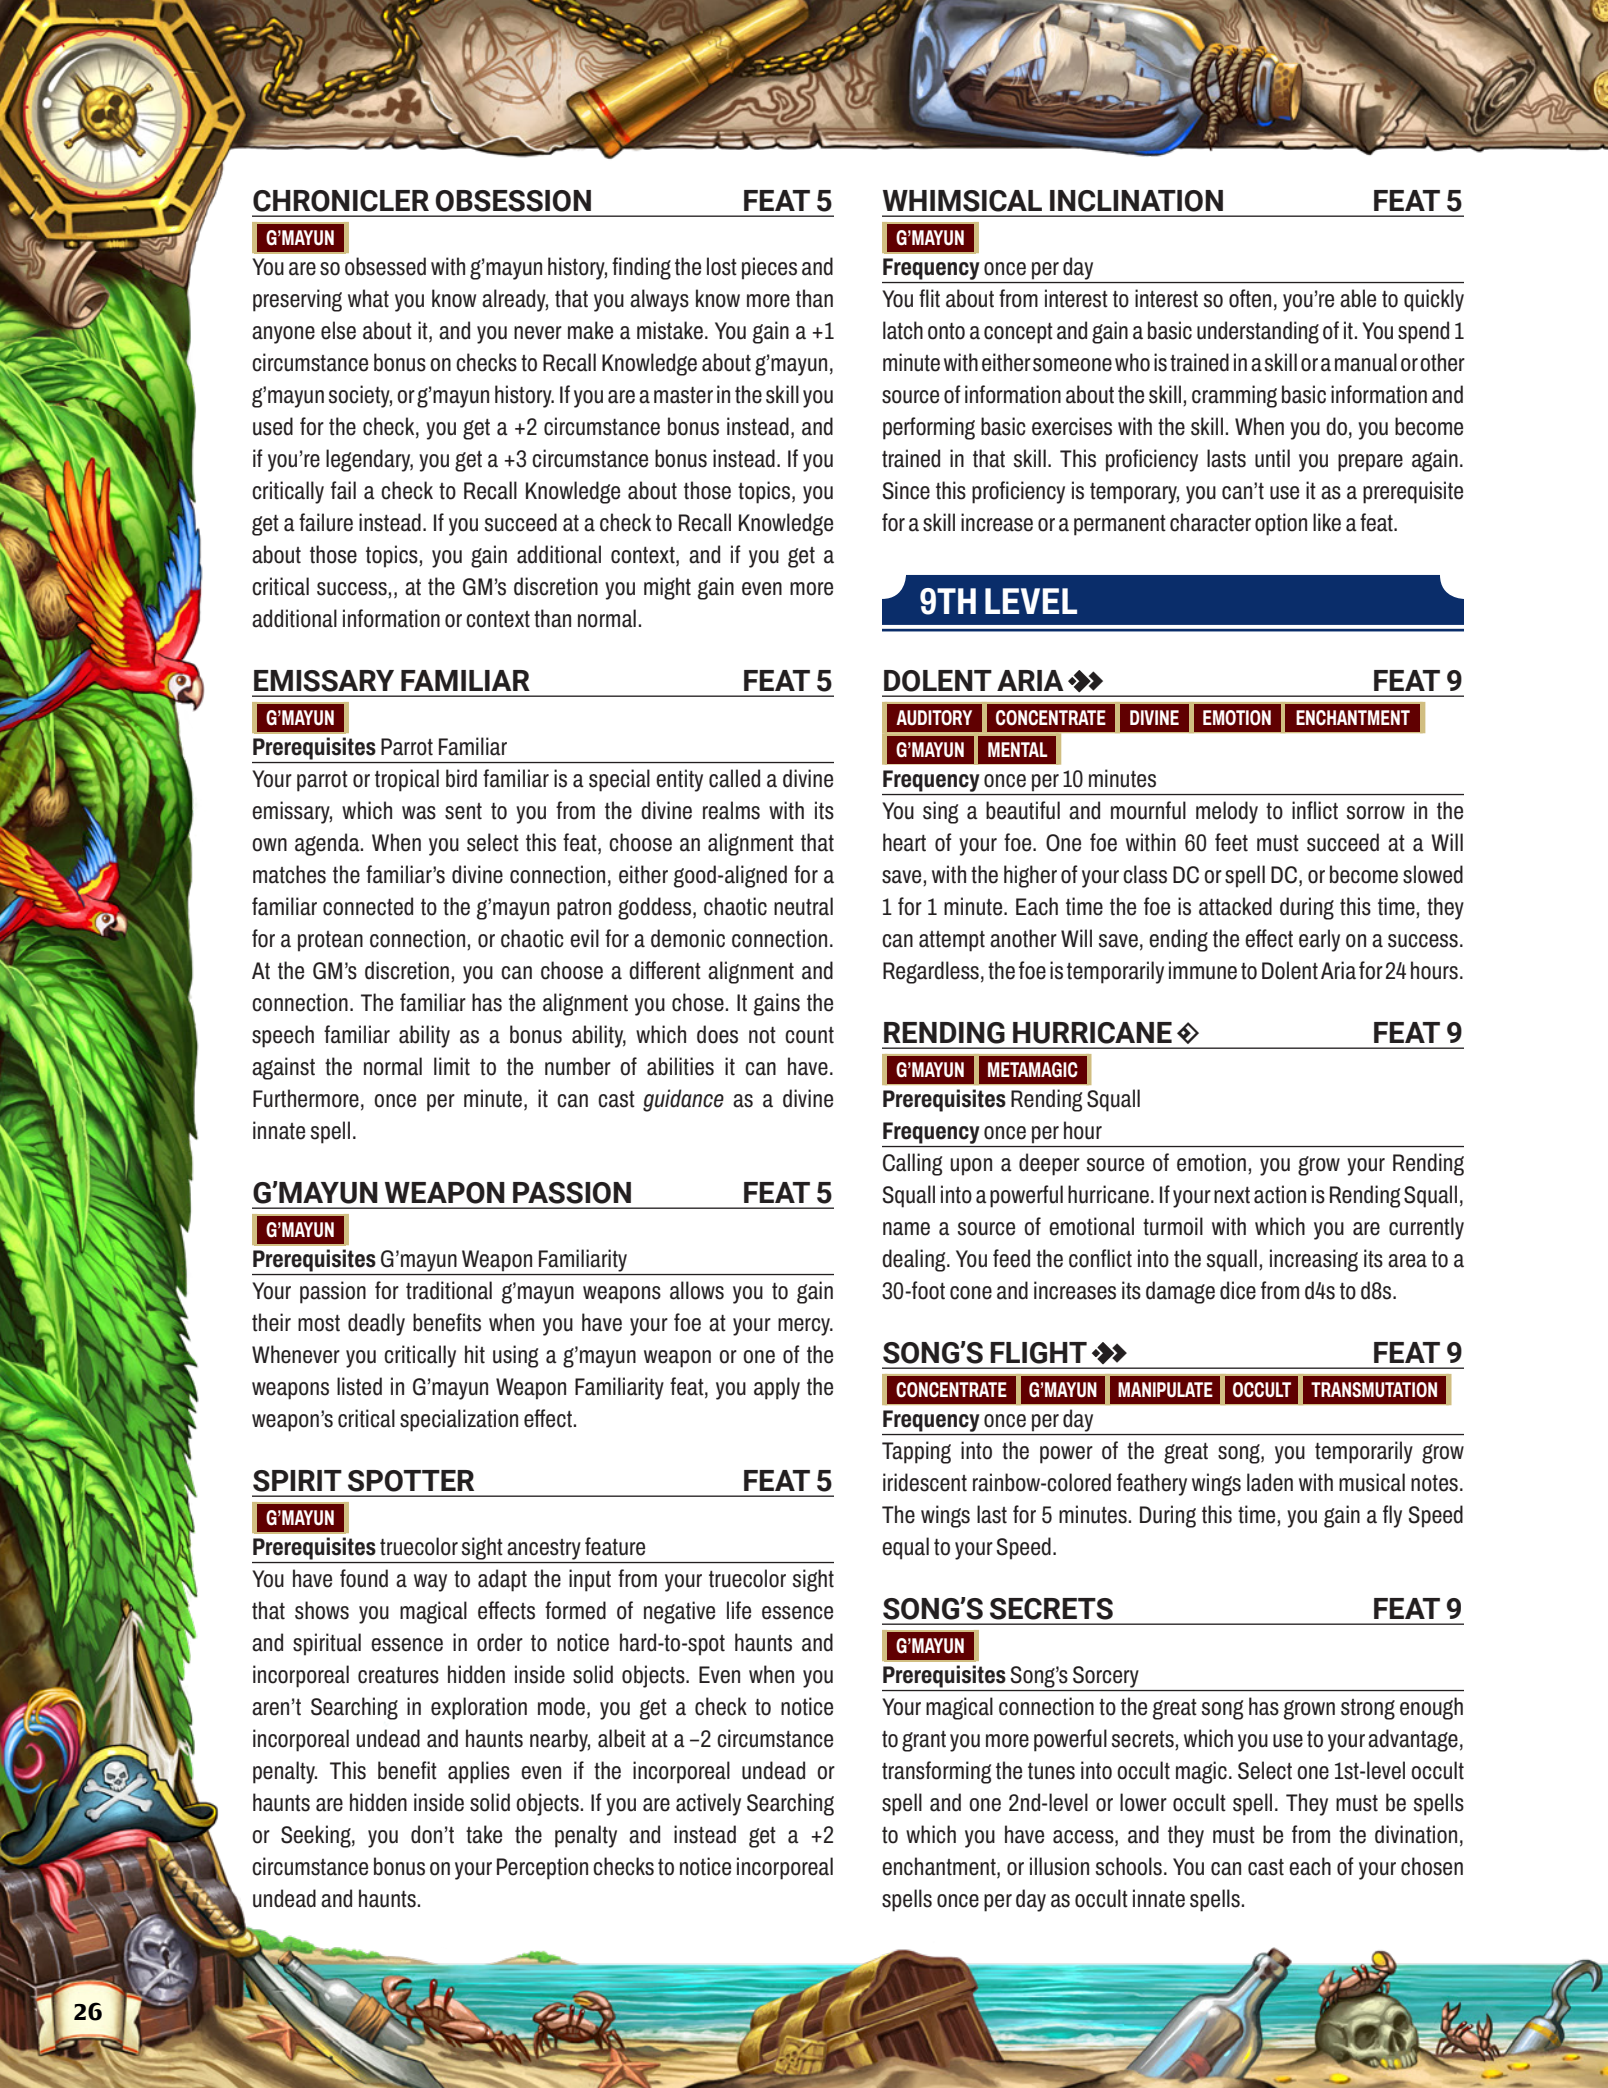 CHRONICLER OBSESSION FEAT 5
G’MAYUN
You are so obsessed with g’mayun history, finding the lost pieces and
preserving what you know already, that you always know more than
anyone else about it, and you never make a mistake. You gain a +1
circumstance bonus on checks to Recall Knowledge about g’mayun,
g’mayun society, or g’mayun history. If you are a master in the skill you
used for the check, you get a +2 circumstance bonus instead, and
if you’re legendary, you get a +3 circumstance bonus instead. If you
critically fail a check to Recall Knowledge about those topics, you
get a failure instead. If you succeed at a check to Recall Knowledge
about those topics, you gain additional context, and if you get a
critical success,, at the GM’s discretion you might gain even more
additional information or context than normal.
EMISSARY FAMILIAR FEAT 5
G’MAYUN
Prerequisites Parrot Familiar
Your parrot or tropical bird familiar is a special entity called a divine
emissary, which was sent to you from the divine realms with its
own agenda. When you select this feat, choose an alignment that
matches the familiar’s divine connection, either good-aligned for a
familiar connected to the g’mayun patron goddess, chaotic neutral
for a protean connection, or chaotic evil for a demonic connection.
At the GM’s discretion, you can choose a different alignment and
connection. The familiar has the alignment you chose. It gains the
speech familiar ability as a bonus ability, which does not count
against the normal limit to the number of abilities it can have.
Furthermore, once per minute, it can cast guidance as a divine
innate spell.
G’MAYUN WEAPON PASSION FEAT 5
G’MAYUN
Prerequisites G’mayun Weapon Familiarity
Your passion for traditional g’mayun weapons allows you to gain
their most deadly benefits when you have your foe at your mercy.
Whenever you critically hit using a g’mayun weapon or one of the
weapons listed in G’mayun Weapon Familiarity feat, you apply the
weapon’s critical specialization effect.
SPIRIT SPOTTER FEAT 5
G’MAYUN
Prerequisites truecolor sight ancestry feature
You have found a way to adapt the input from your truecolor sight
that shows you magical effects formed of negative life essence
and spiritual essence in order to notice hard-to-spot haunts and
incorporeal creatures hidden inside solid objects. Even when you
aren’t Searching in exploration mode, you get a check to notice
incorporeal undead and haunts nearby, albeit at a –2 circumstance
penalty. This benefit applies even if the incorporeal undead or
haunts are hidden inside solid objects. If you are actively Searching
or Seeking, you don’t take the penalty and instead get a +2
circumstance bonus on your Perception checks to notice incorporeal
undead and haunts.
WHIMSICAL INCLINATION FEAT 5
G’MAYUN
Frequency once per day
You flit about from interest to interest so often, you’re able to quickly
latch onto a concept and gain a basic understanding of it. You spend 1
minute with either someone who is trained in a skill or a manual or other
source of information about the skill, cramming basic information and
performing basic exercises with the skill. When you do, you become
trained in that skill. This proficiency lasts until you prepare again.
Since this proficiency is temporary, you can’t use it as a prerequisite
for a skill increase or a permanent character option like a feat.
9TH LEVEL
DOLENT ARIA FEAT 9
AUDITORY CONCENTRATE DIVINE EMOTION ENCHANTMENT
G’MAYUN MENTAL
Frequency once per 10 minutes
You sing a beautiful and mournful melody to inflict sorrow in the
heart of your foe. One foe within 60 feet must succeed at a Will
save, with the higher of your class DC or spell DC, or become slowed
1 for 1 minute. Each time the foe is attacked during this time, they
can attempt another Will save, ending the effect early on a success.
Regardless, the foe is temporarily immune to Dolent Aria for 24 hours.
RENDING HURRICANE FEAT 9
G’MAYUN METAMAGIC
Prerequisites Rending Squall
Frequency once per hour
Calling upon a deeper source of emotion, you grow your Rending
Squall into a powerful hurricane. If your next action is Rending Squall,
name a source of emotional turmoil with which you are currently
dealing. You feed the conflict into the squall, increasing its area to a
30-foot cone and increases its damage dice from d4s to d8s.
SONG’S FLIGHT FEAT 9
CONCENTRATE G’MAYUN MANIPULATE OCCULT TRANSMUTATION
Frequency once per day
Tapping into the power of the great song, you temporarily grow
iridescent rainbow-colored feathery wings laden with musical notes.
The wings last for 5 minutes. During this time, you gain a fly Speed
equal to your Speed.
SONG’S SECRETS FEAT 9
G’MAYUN
Prerequisites Song’s Sorcery
Your magical connection to the great song has grown strong enough
to grant you more powerful secrets, which you use to your advantage,
transforming the tunes into occult magic. Select one 1st-level occult
spell and one 2nd-level or lower occult spell. They must be spells
to which you have access, and they must be from the divination,
enchantment, or illusion schools. You can cast each of your chosen
spells once per day as occult innate spells.
26